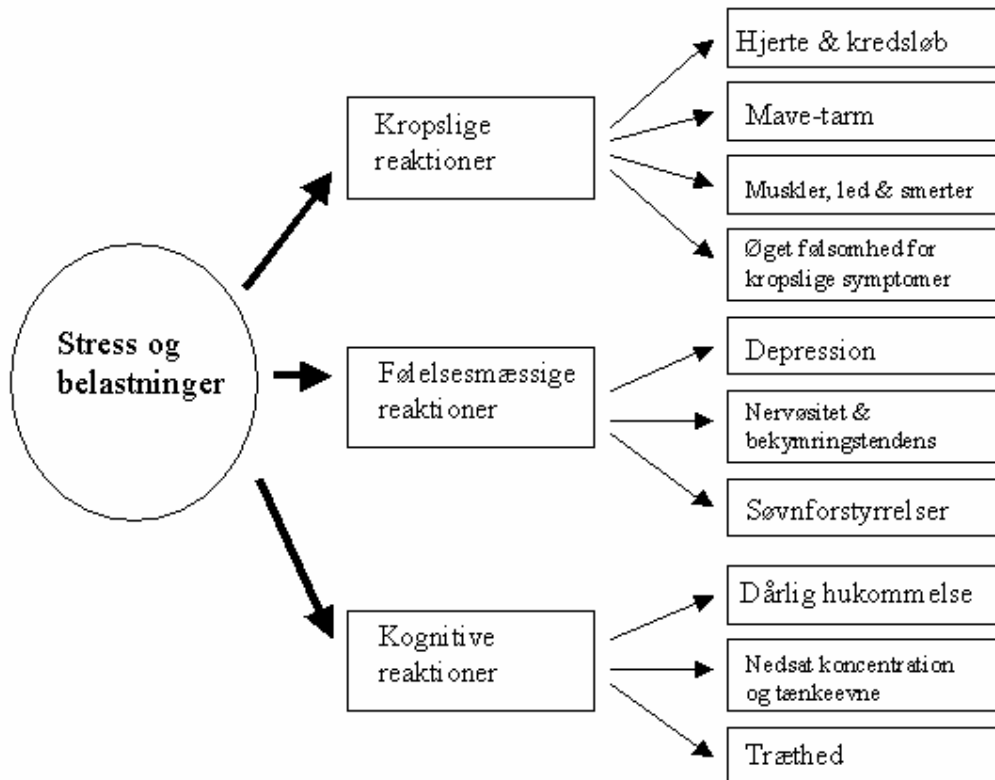 Stress og
belastninger
Kropslige
reaktioner
Hjerte & kredsløb
Mave-tarm
Muskler, led & smerter
Øget følsomhed for
kropslige symptomer
Følelsesmæssige
reaktioner
Depression
Nervøsitet &
bekymringstendens
Søvnforstyrrelser
Kognitive
reaktioner
Dårlig hukommelse
Nedsat koncentration
og tænkeevne
Træthed